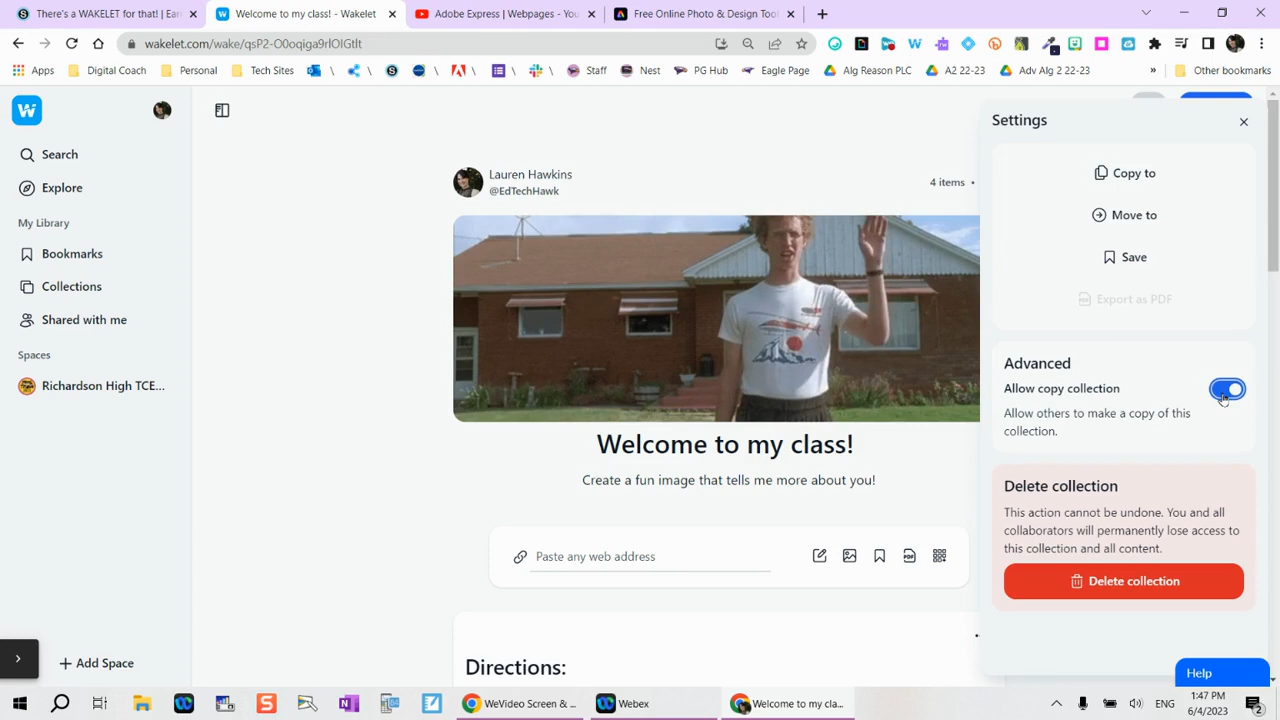 There's a WAKELET for that! | Ear
Welcome to my class! - Wakelet
Adobe Express | Webpages - You
Free Online Photo & Design Tool
wakelet.com/wake/qsP2-O0oqiga9rlOIGtlt
Apps
Digital Coach
Personal
Tech Sites
Staff
Nest
PG Hub
Eagle Page
Alg Reason PLC
A2 22-23
Adv Alg 2 22-23
Other bookmarks
Search
Explore
My Library
Bookmarks
Collections
Shared with me
Spaces
Richardson High TCE...
Add Space
Lauren Hawkins
@EdTechHawk
4 items •
Welcome to my class!
Create a fun image that tells me more about you!
Paste any web address
PDF
Directions:
Settings
Copy to
Move to
Save
Export as PDF
Advanced
Allow copy collection
Allow others to make a copy of this
collection.
Delete collection
This action cannot be undone. You and all
collaborators will permanently lose access to
this collection and all content.
Delete collection
Help
WeVideo Screen & ...
Webex
Welcome to my cla...
ENG
1:47 PM
6/4/2023
2